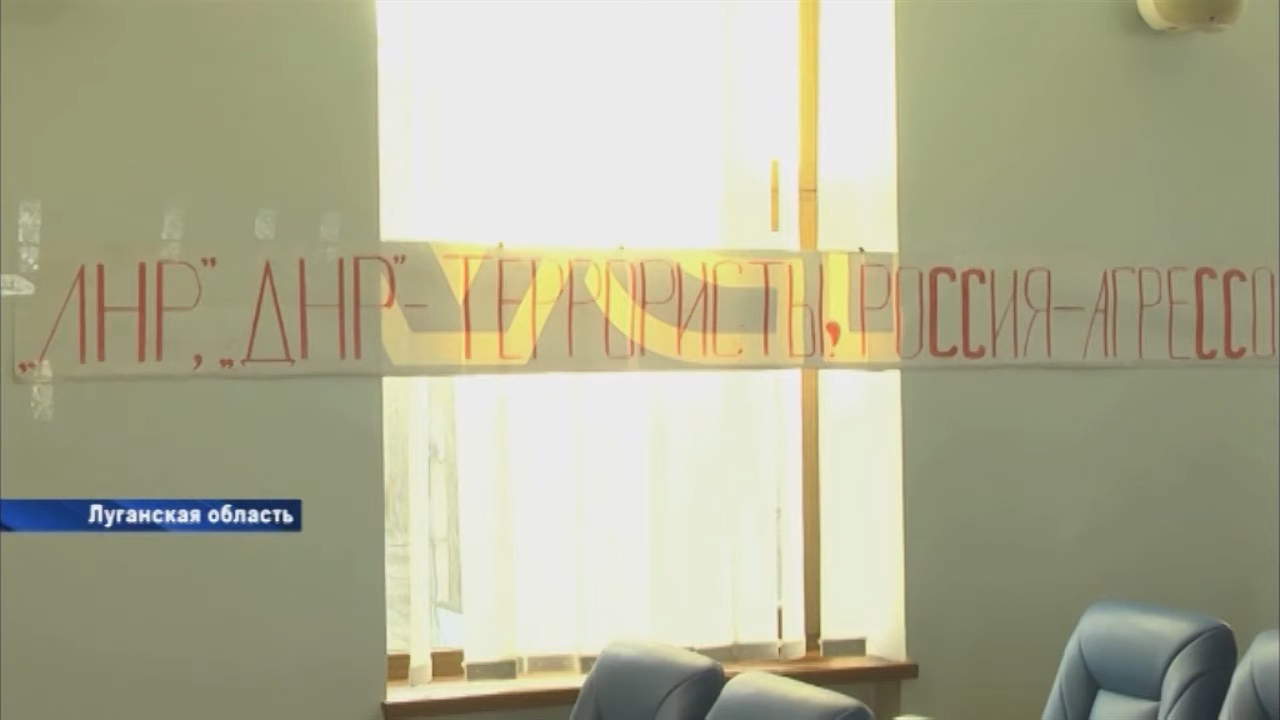 „ЛНР”, „ДНР” – ТЕРРОРИСТЫ, РОССИЯ – АГРЕССО
Луганская область